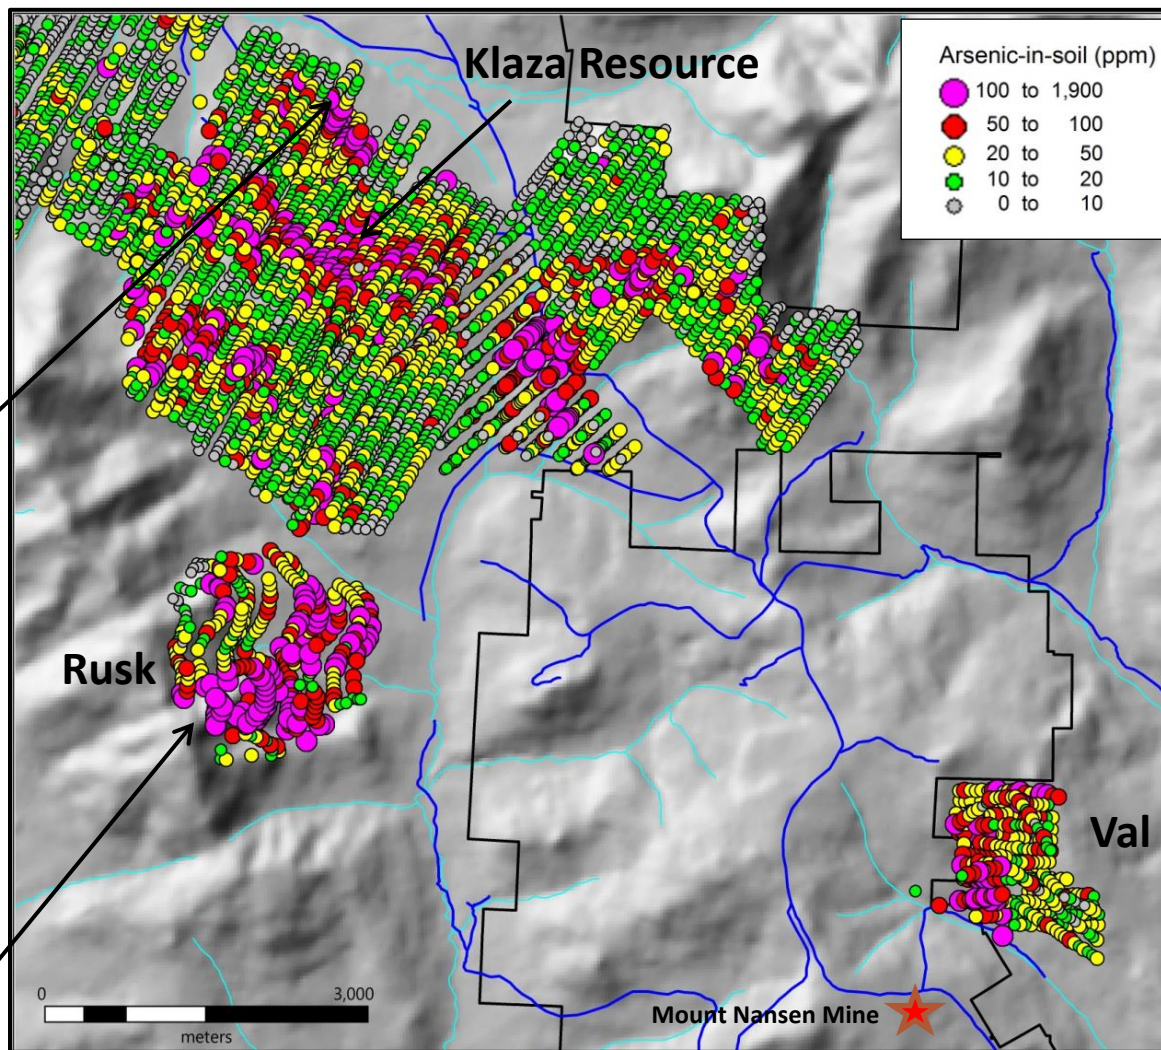 Klaza Resource
Arsenic-in-soil (ppm)
100 to 1,900
50 to 100
20 to 50
10 to 20
0 to 10
Rusk
Val
0 3,000
meters
Mount Nansen Mine